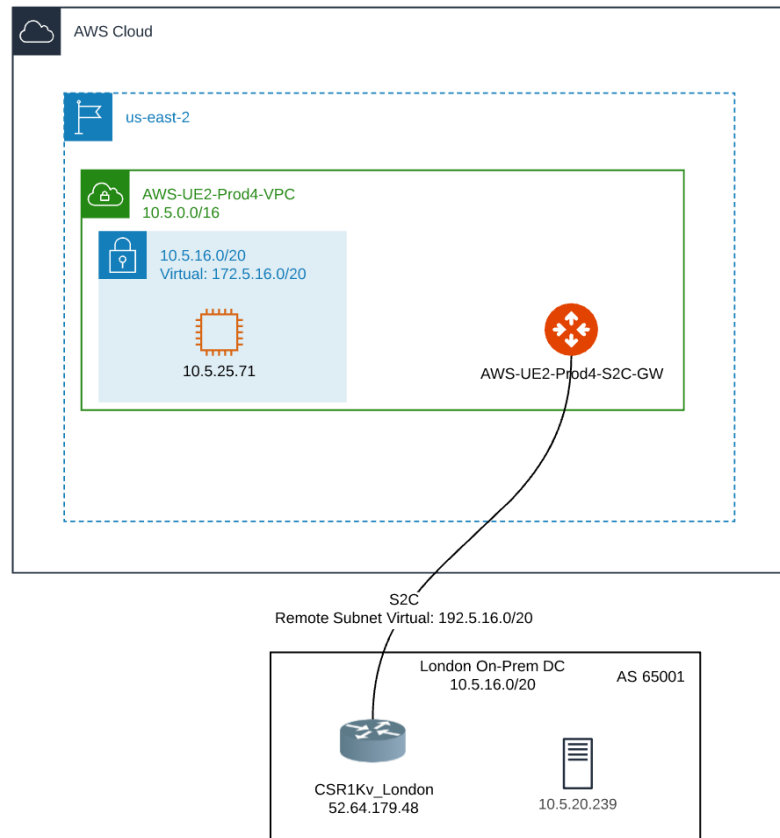 AWS Cloud
us-east-2
AWS-UE2-Prod4-VPC
10.5.0.0/16
10.5.16.0/20
Virtual: 172.5.16.0/20
10.5.25.71
AWS-UE2-Prod4-S2C-GW
S2C
Remote Subnet Virtual: 192.5.16.0/20
London On-Prem DC
10.5.16.0/20
AS 65001
CSR1Kv_London
52.64.179.48
10.5.20.239